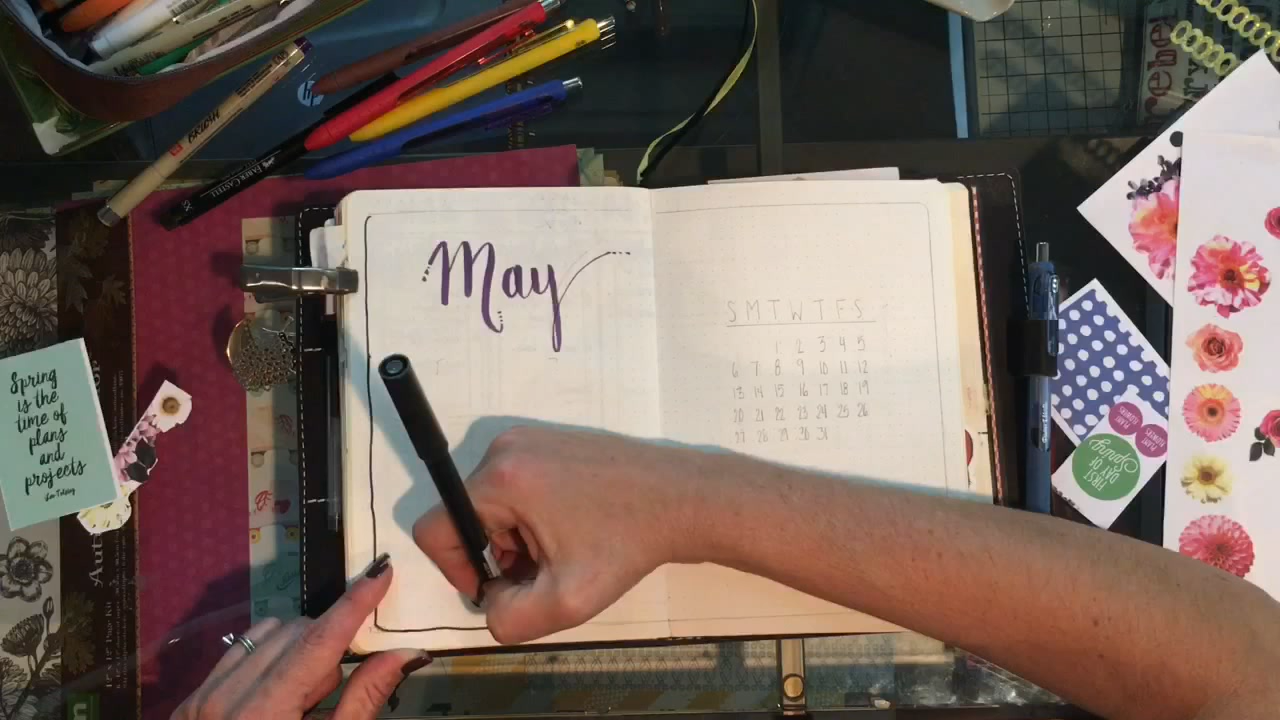 May
S M T W T F S
1 2 3 4 5
6 7 8 9 10 11 12
13 14 15 16 17 18 19
20 21 22 23 24 25 26
27 28 29 30 31
Spring
is the
time of
plans
and
projects
FIRST
DAY OF
Spring
FABER-CASTELL
hp